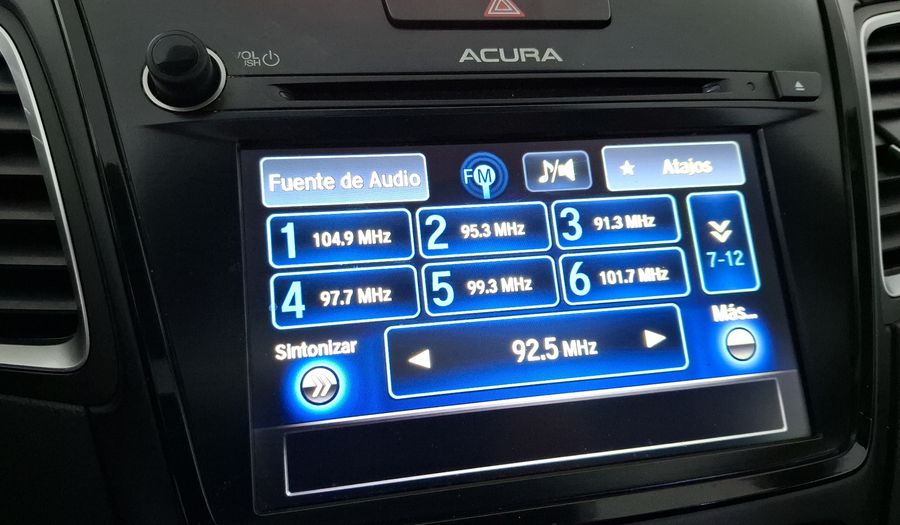 VOL
PUSH
ACURA
Fuente de Audio
FM
Atajos
1 104.9 MHz
2 95.3 MHz
3 91.3 MHz
7-12
4 97.7 MHz
5 99.3 MHz
6 101.7 MHz
Sintonizar
92.5 MHz
Más...